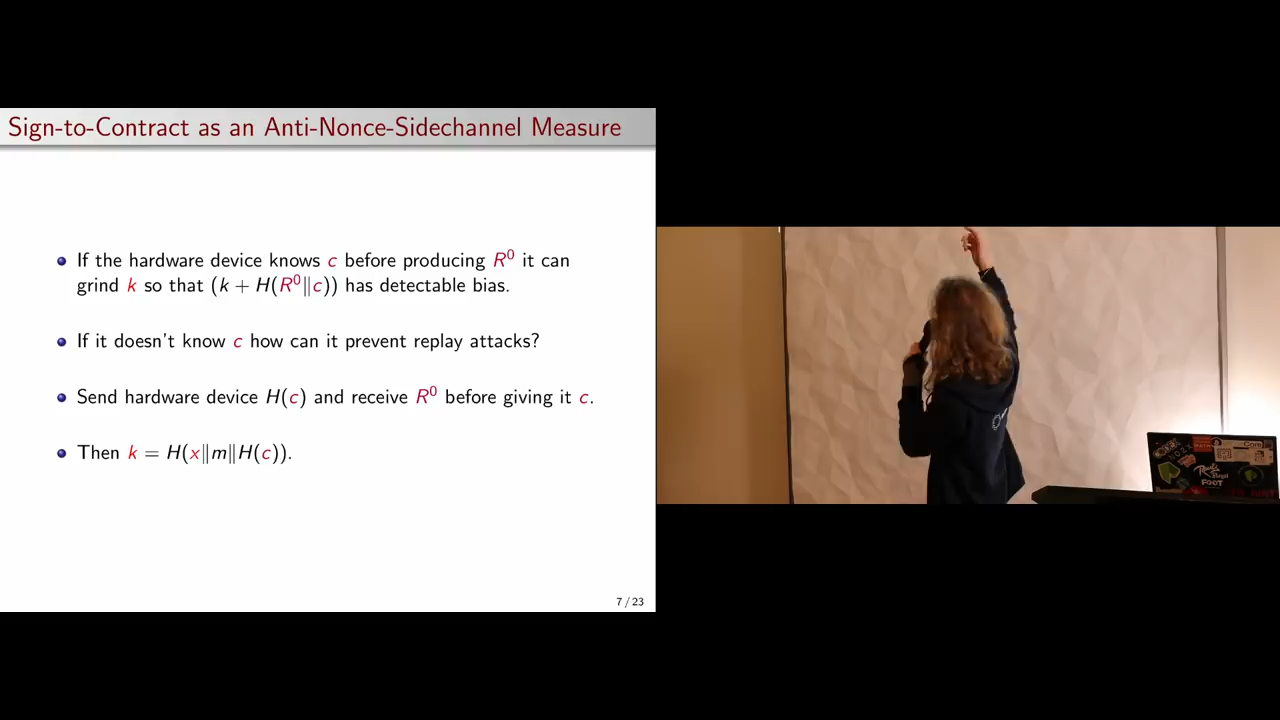 Sign-to-Contract as an Anti-Nonce-Sidechannel Measure
If the hardware device knows c before producing R⁰ it can
grind k so that (k + H(R⁰‖c)) has detectable bias.
If it doesn't know c how can it prevent replay attacks?
Send hardware device H(c) and receive R⁰ before giving it c.
Then k = H(x‖m‖H(c)).
7 / 23
FOOT